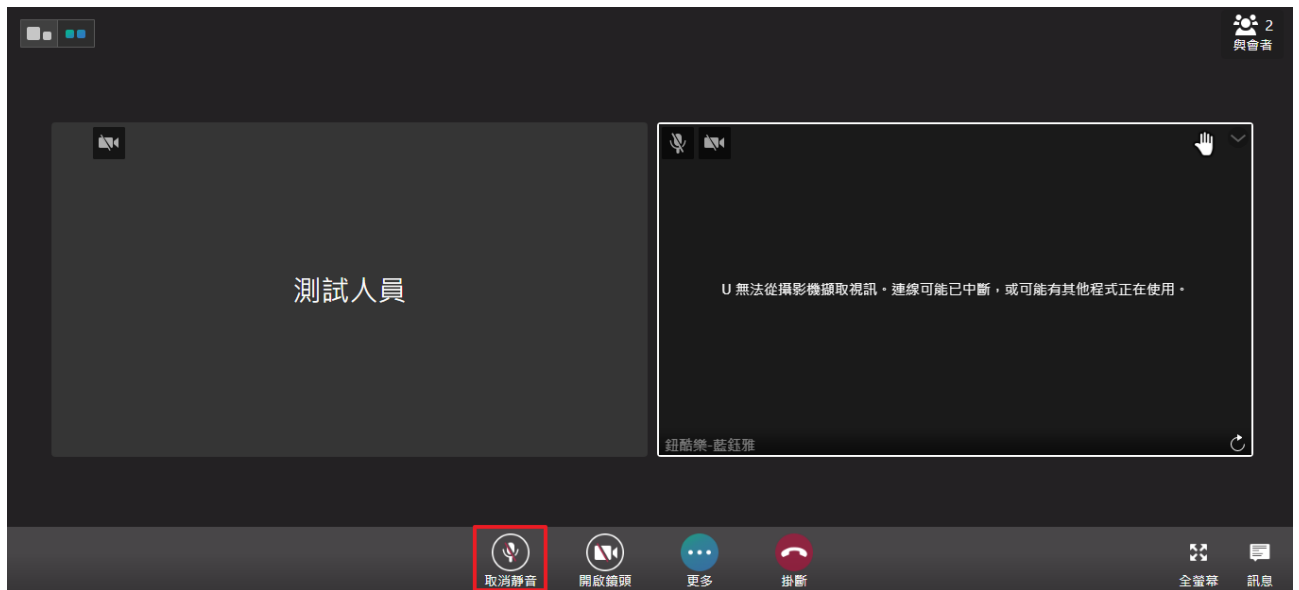 2
與會者
測試人員
U 無法從攝影機擷取視訊。連線可能已中斷，或可能有其他程式正在使用。
鈕酷樂-藍鈺雅
取消靜音
開啟鏡頭
更多
掛斷
全螢幕
訊息